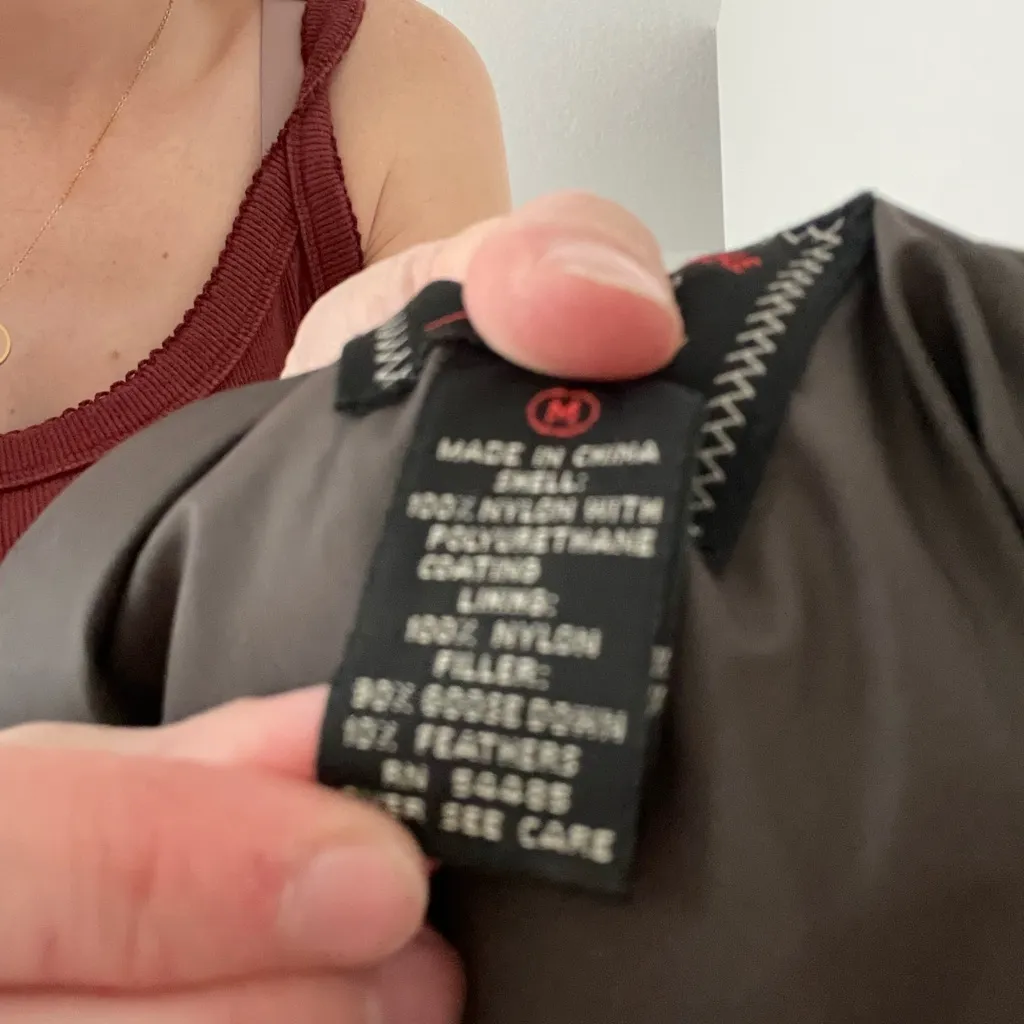 M
MADE IN CHINA
SHELL:
100% NYLON WITH
POLYURETHANE
COATING
LINING:
100% NYLON
FILLER:
90% GOOSE DOWN
10% FEATHERS
RN
SEE CARE